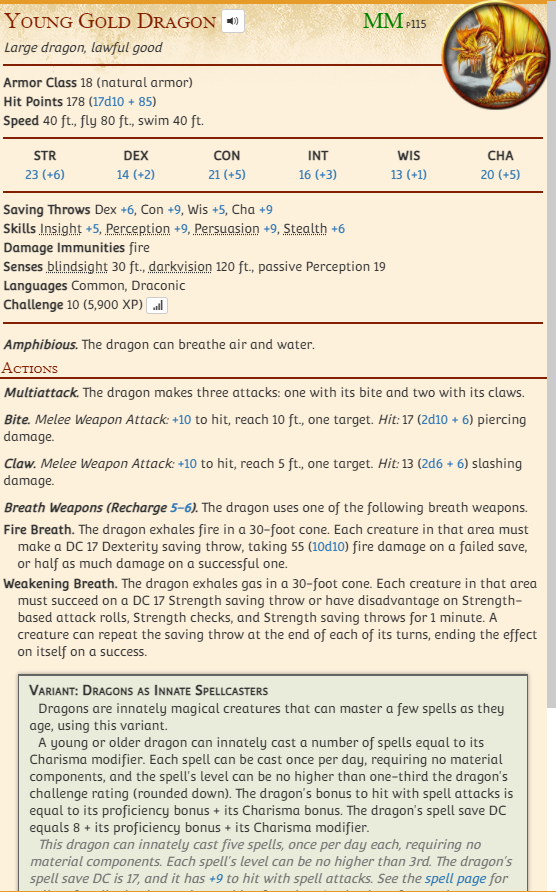 Young Gold Dragon
MM P115
Large dragon, lawful good
Armor Class 18 (natural armor)
Hit Points 178 (17d10 + 85)
Speed 40 ft., fly 80 ft., swim 40 ft.
STR DEX CON INT WIS CHA
23 (+6) 14 (+2) 21 (+5) 16 (+3) 13 (+1) 20 (+5)
Saving Throws Dex +6, Con +9, Wis +5, Cha +9
Skills Insight +5, Perception +9, Persuasion +9, Stealth +6
Damage Immunities fire
Senses blindsight 30 ft., darkvision 120 ft., passive Perception 19
Languages Common, Draconic
Challenge 10 (5,900 XP)
Amphibious. The dragon can breathe air and water.
Actions
Multiattack. The dragon makes three attacks: one with its bite and two with its claws.
Bite. Melee Weapon Attack: +10 to hit, reach 10 ft., one target. Hit: 17 (2d10 + 6) piercing
damage.
Claw. Melee Weapon Attack: +10 to hit, reach 5 ft., one target. Hit: 13 (2d6 + 6) slashing
damage.
Breath Weapons (Recharge 5–6). The dragon uses one of the following breath weapons.
Fire Breath. The dragon exhales fire in a 30-foot cone. Each creature in that area must
make a DC 17 Dexterity saving throw, taking 55 (10d10) fire damage on a failed save,
or half as much damage on a successful one.
Weakening Breath. The dragon exhales gas in a 30-foot cone. Each creature in that area
must succeed on a DC 17 Strength saving throw or have disadvantage on Strength-
based attack rolls, Strength checks, and Strength saving throws for 1 minute. A
creature can repeat the saving throw at the end of each of its turns, ending the effect
on itself on a success.
Variant: Dragons as Innate Spellcasters
Dragons are innately magical creatures that can master a few spells as they
age, using this variant.
A young or older dragon can innately cast a number of spells equal to its
Charisma modifier. Each spell can be cast once per day, requiring no material
components, and the spell's level can be no higher than one-third the dragon's
challenge rating (rounded down). The dragon's bonus to hit with spell attacks is
equal to its proficiency bonus + its Charisma bonus. The dragon's spell save DC
equals 8 + its proficiency bonus + its Charisma modifier.
This dragon can innately cast five spells, once per day each, requiring no
material components. Each spell's level can be no higher than 3rd. The dragon's
spell save DC is 17, and it has +9 to hit with spell attacks. See the spell page for